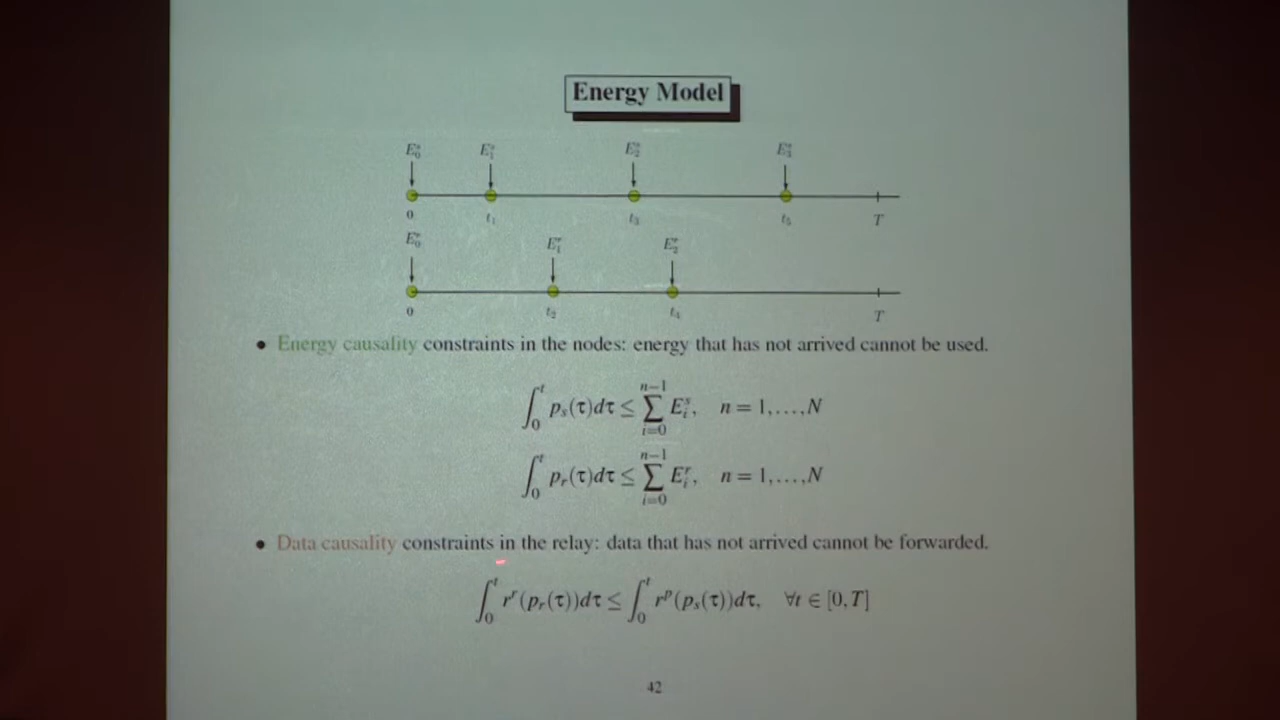 Energy Model
E₀ˢ E₁ˢ E₂ˢ E₃ˢ
0 t₁ t₃ t₅ T
E₀ʳ E₁ʳ E₂ʳ
0 t₂ t₄ T
• Energy causality constraints in the nodes: energy that has not arrived cannot be used.
∫₀ᵗ pₛ(τ)dτ ≤ ∑_{i=0}^{n−1} Eᵢˢ, n = 1,...,N
∫₀ᵗ pᵣ(τ)dτ ≤ ∑_{i=0}^{n−1} Eᵢʳ, n = 1,...,N
• Data causality constraints in the relay: data that has not arrived cannot be forwarded.
∫₀ᵗ rʳ(pᵣ(τ))dτ ≤ ∫₀ᵗ rᵖ(pₛ(τ))dτ, ∀t ∈ [0,T]
42